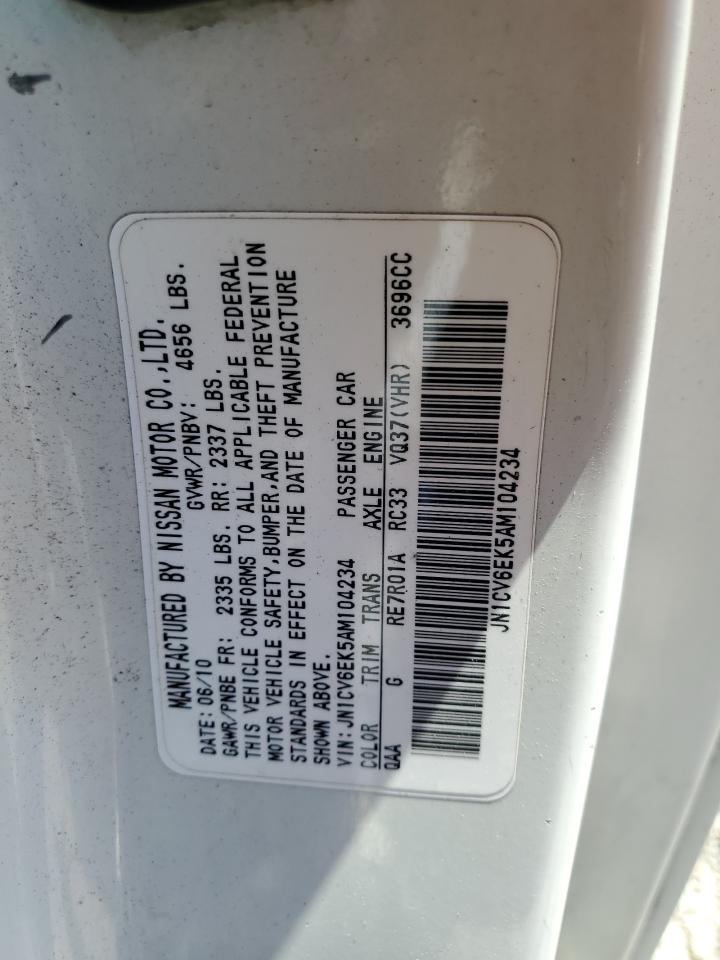 MANUFACTURED BY NISSAN MOTOR CO.,LTD.
DATE: 06/10 GVWR/PNBV: 4656 LBS.
GAWR/PNBE FR: 2335 LBS. RR: 2337 LBS.
THIS VEHICLE CONFORMS TO ALL APPLICABLE FEDERAL
MOTOR VEHICLE SAFETY,BUMPER,AND THEFT PREVENTION
STANDARDS IN EFFECT ON THE DATE OF MANUFACTURE
SHOWN ABOVE.
VIN:JN1CV6EK5AM104234 PASSENGER CAR
COLOR TRIM TRANS AXLE ENGINE
QAA G RE7R01A RC33 VQ37(VHR) 3696CC
JN1CV6EK5AM104234